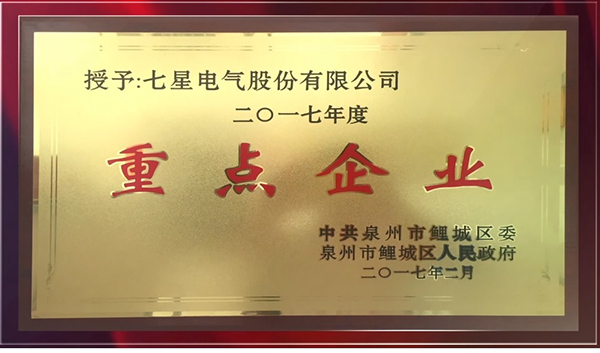 授予:七星电气股份有限公司
二〇一七年度
重点企业
中共泉州市鲤城区委
泉州市鲤城区人民政府
二〇一七年二月